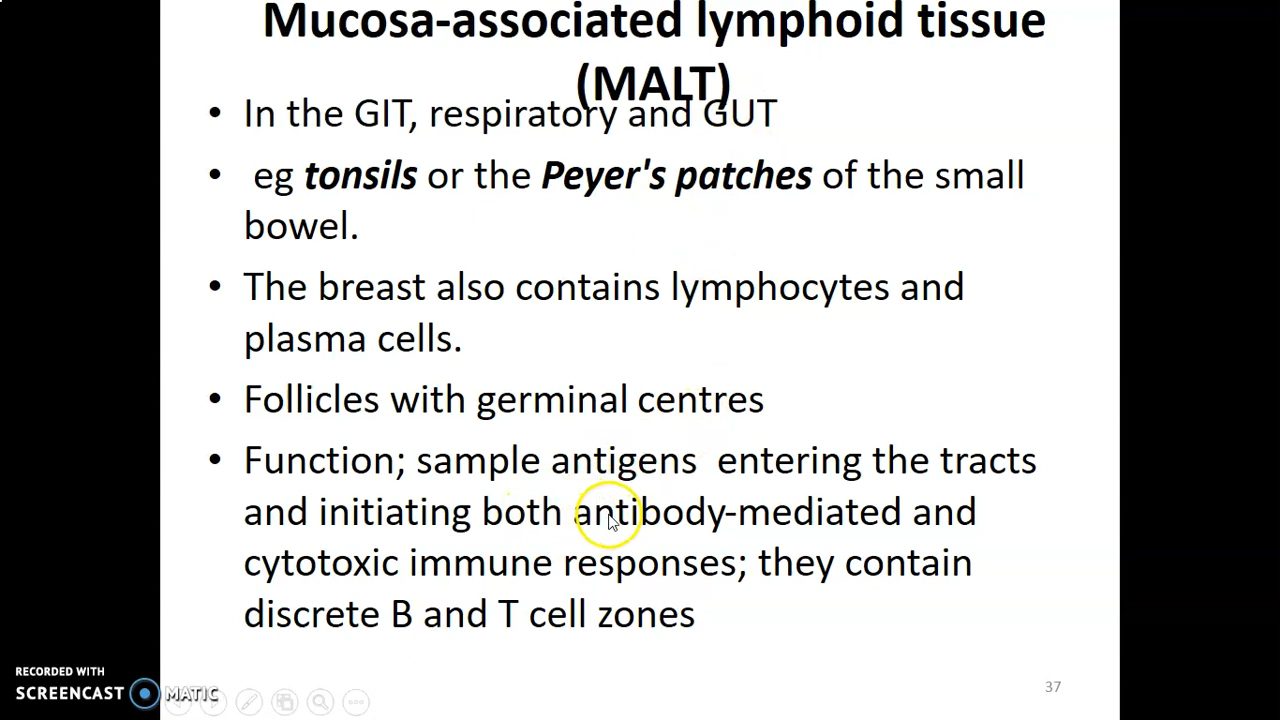 Mucosa-associated lymphoid tissue
(MALT)
• In the GIT, respiratory and GUT
• eg tonsils or the Peyer's patches of the small
bowel.
• The breast also contains lymphocytes and
plasma cells.
• Follicles with germinal centres
• Function; sample antigens entering the tracts
and initiating both antibody-mediated and
cytotoxic immune responses; they contain
discrete B and T cell zones
RECORDED WITH
SCREENCAST MATIC
37